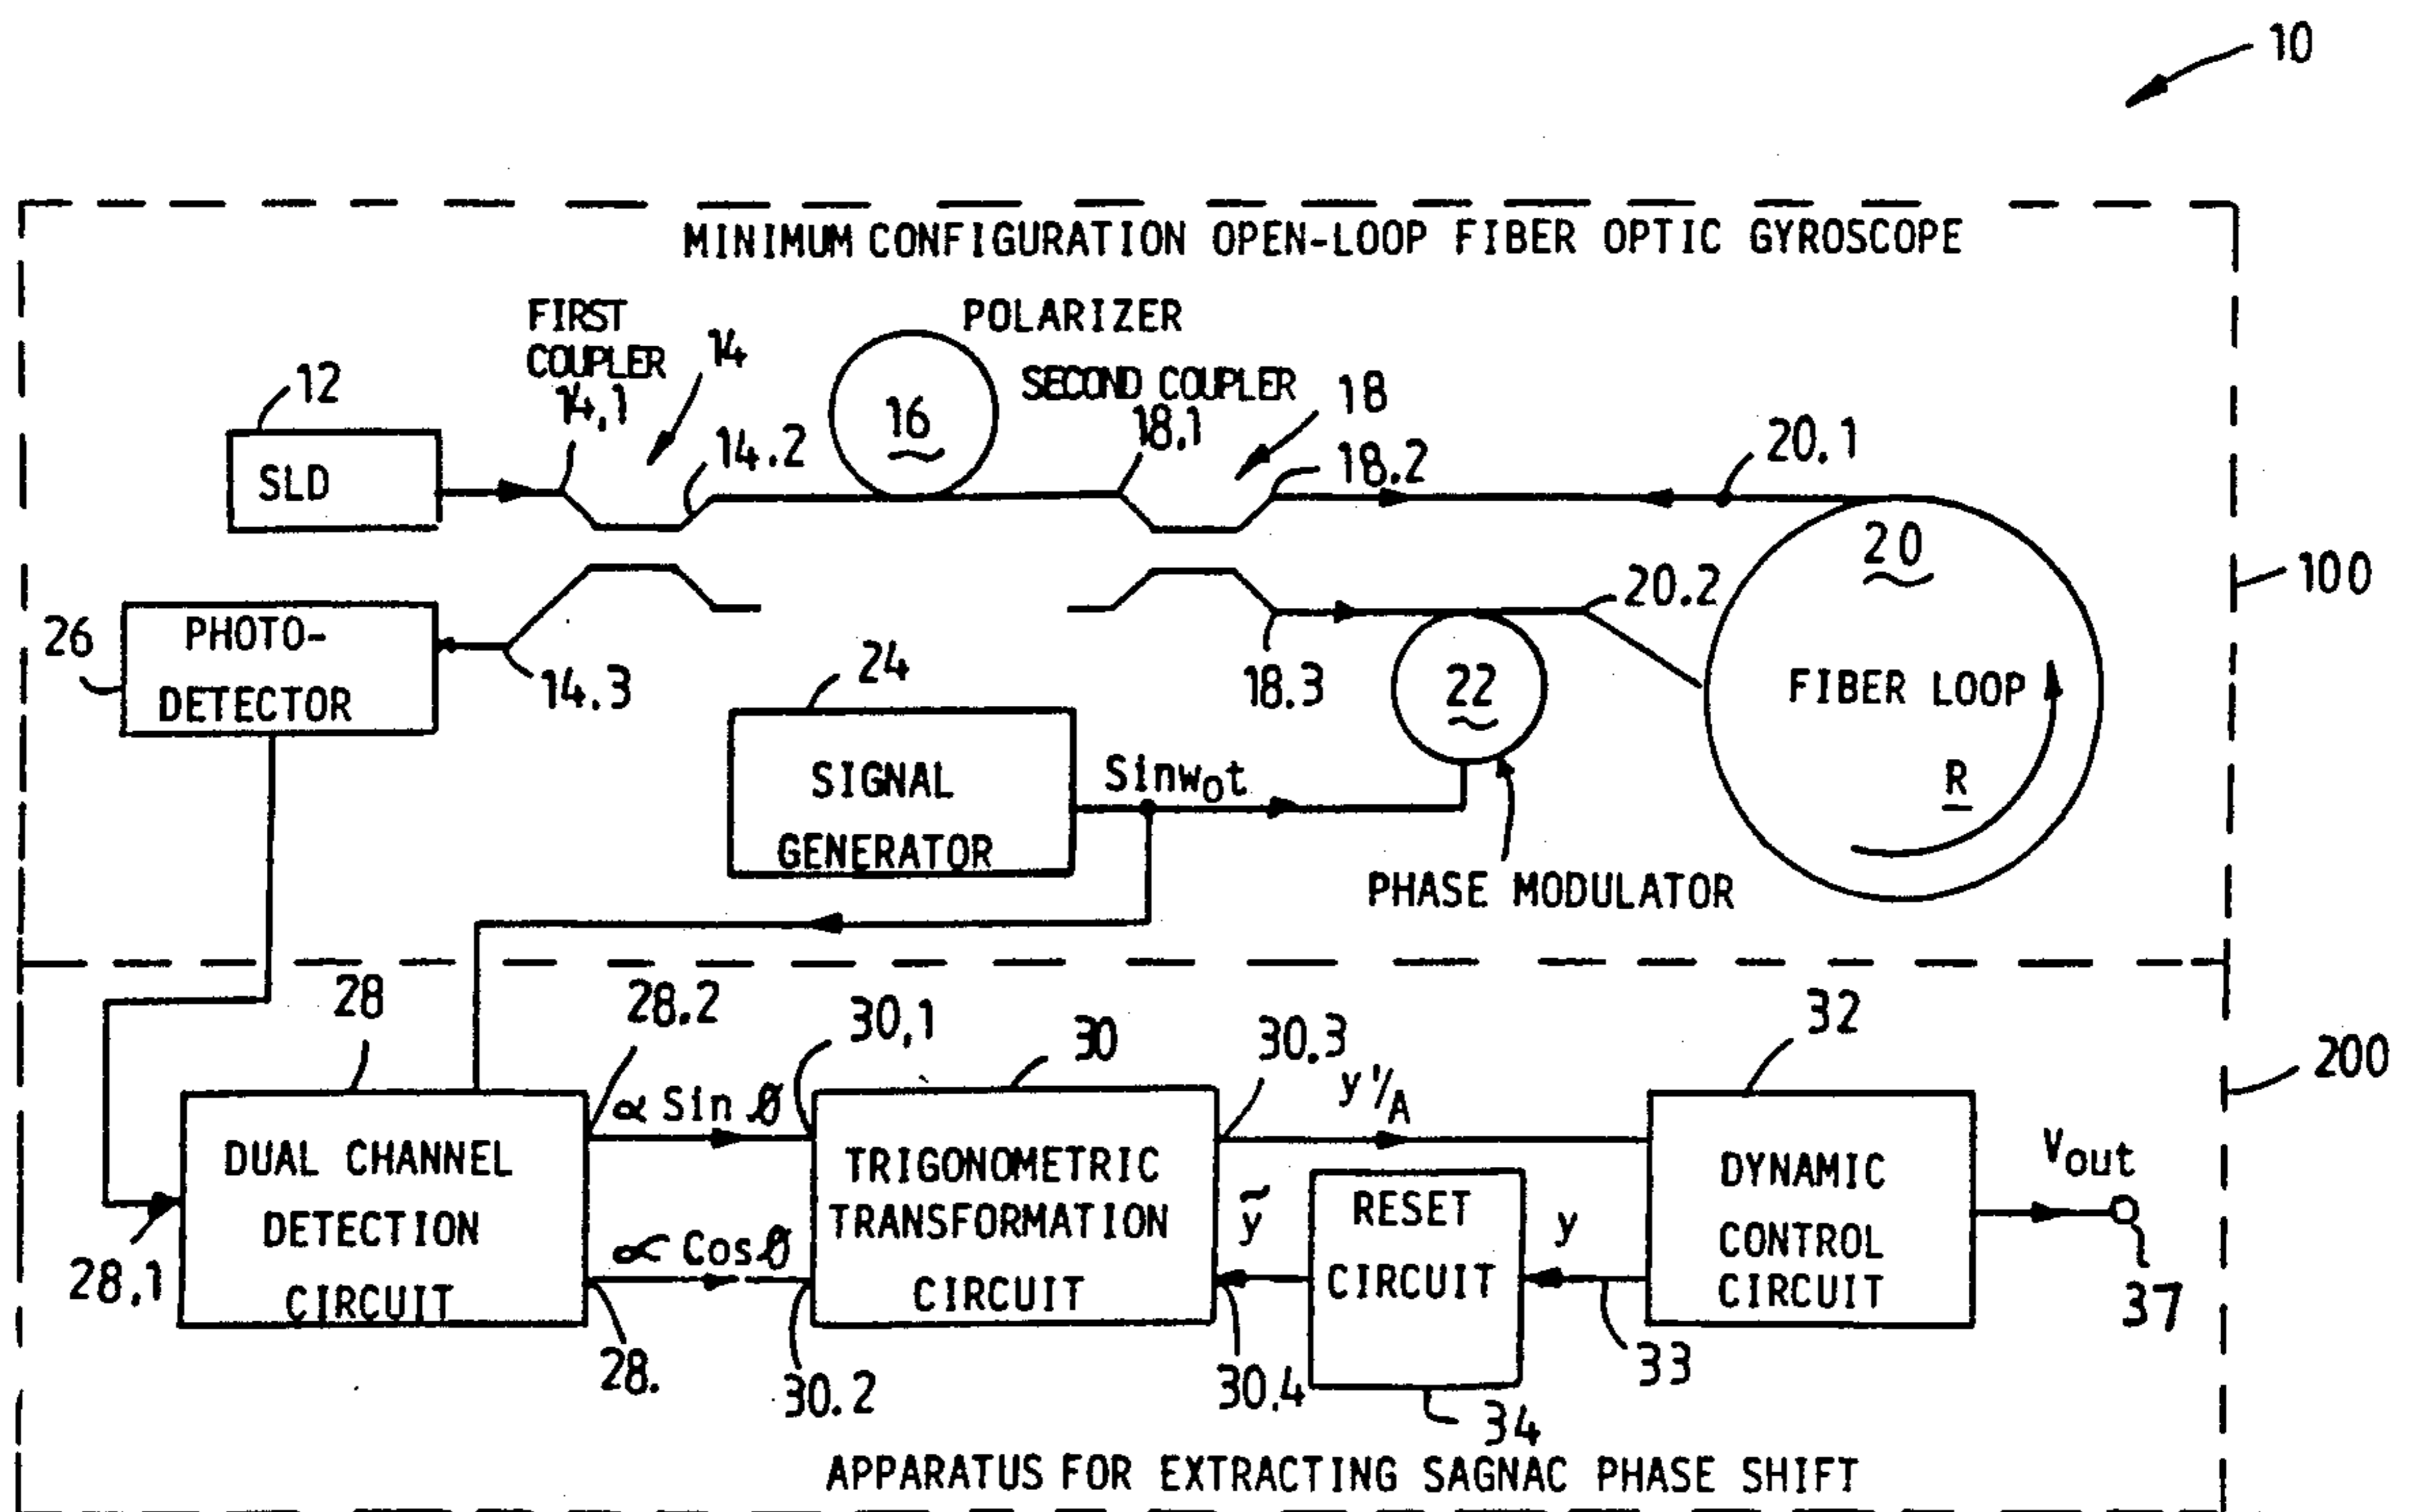 10
MINIMUM CONFIGURATION OPEN-LOOP FIBER OPTIC GYROSCOPE
FIRST
COUPLER
14
14.1
14.2
POLARIZER
16
SECOND COUPLER
18
18.1
18.2
12
SLD
20.1
20
20.2
100
26
PHOTO-
DETECTOR
14.3
24
SIGNAL
GENERATOR
Sinw₀t
18.3
22
FIBER LOOP
R
PHASE MODULATOR
28
28.2
30,1
30
30.3
32
200
∝ Sin Ø
y'/A
DUAL CHANNEL
DETECTION
CIRCUIT
TRIGONOMETRIC
TRANSFORMATION
CIRCUIT
ỹ
RESET
CIRCUIT
y
DYNAMIC
CONTROL
CIRCUIT
Vout
∝ Cos Ø
28.1
28.
30.2
30.4
34
33
37
APPARATUS FOR EXTRACTING SAGNAC PHASE SHIFT